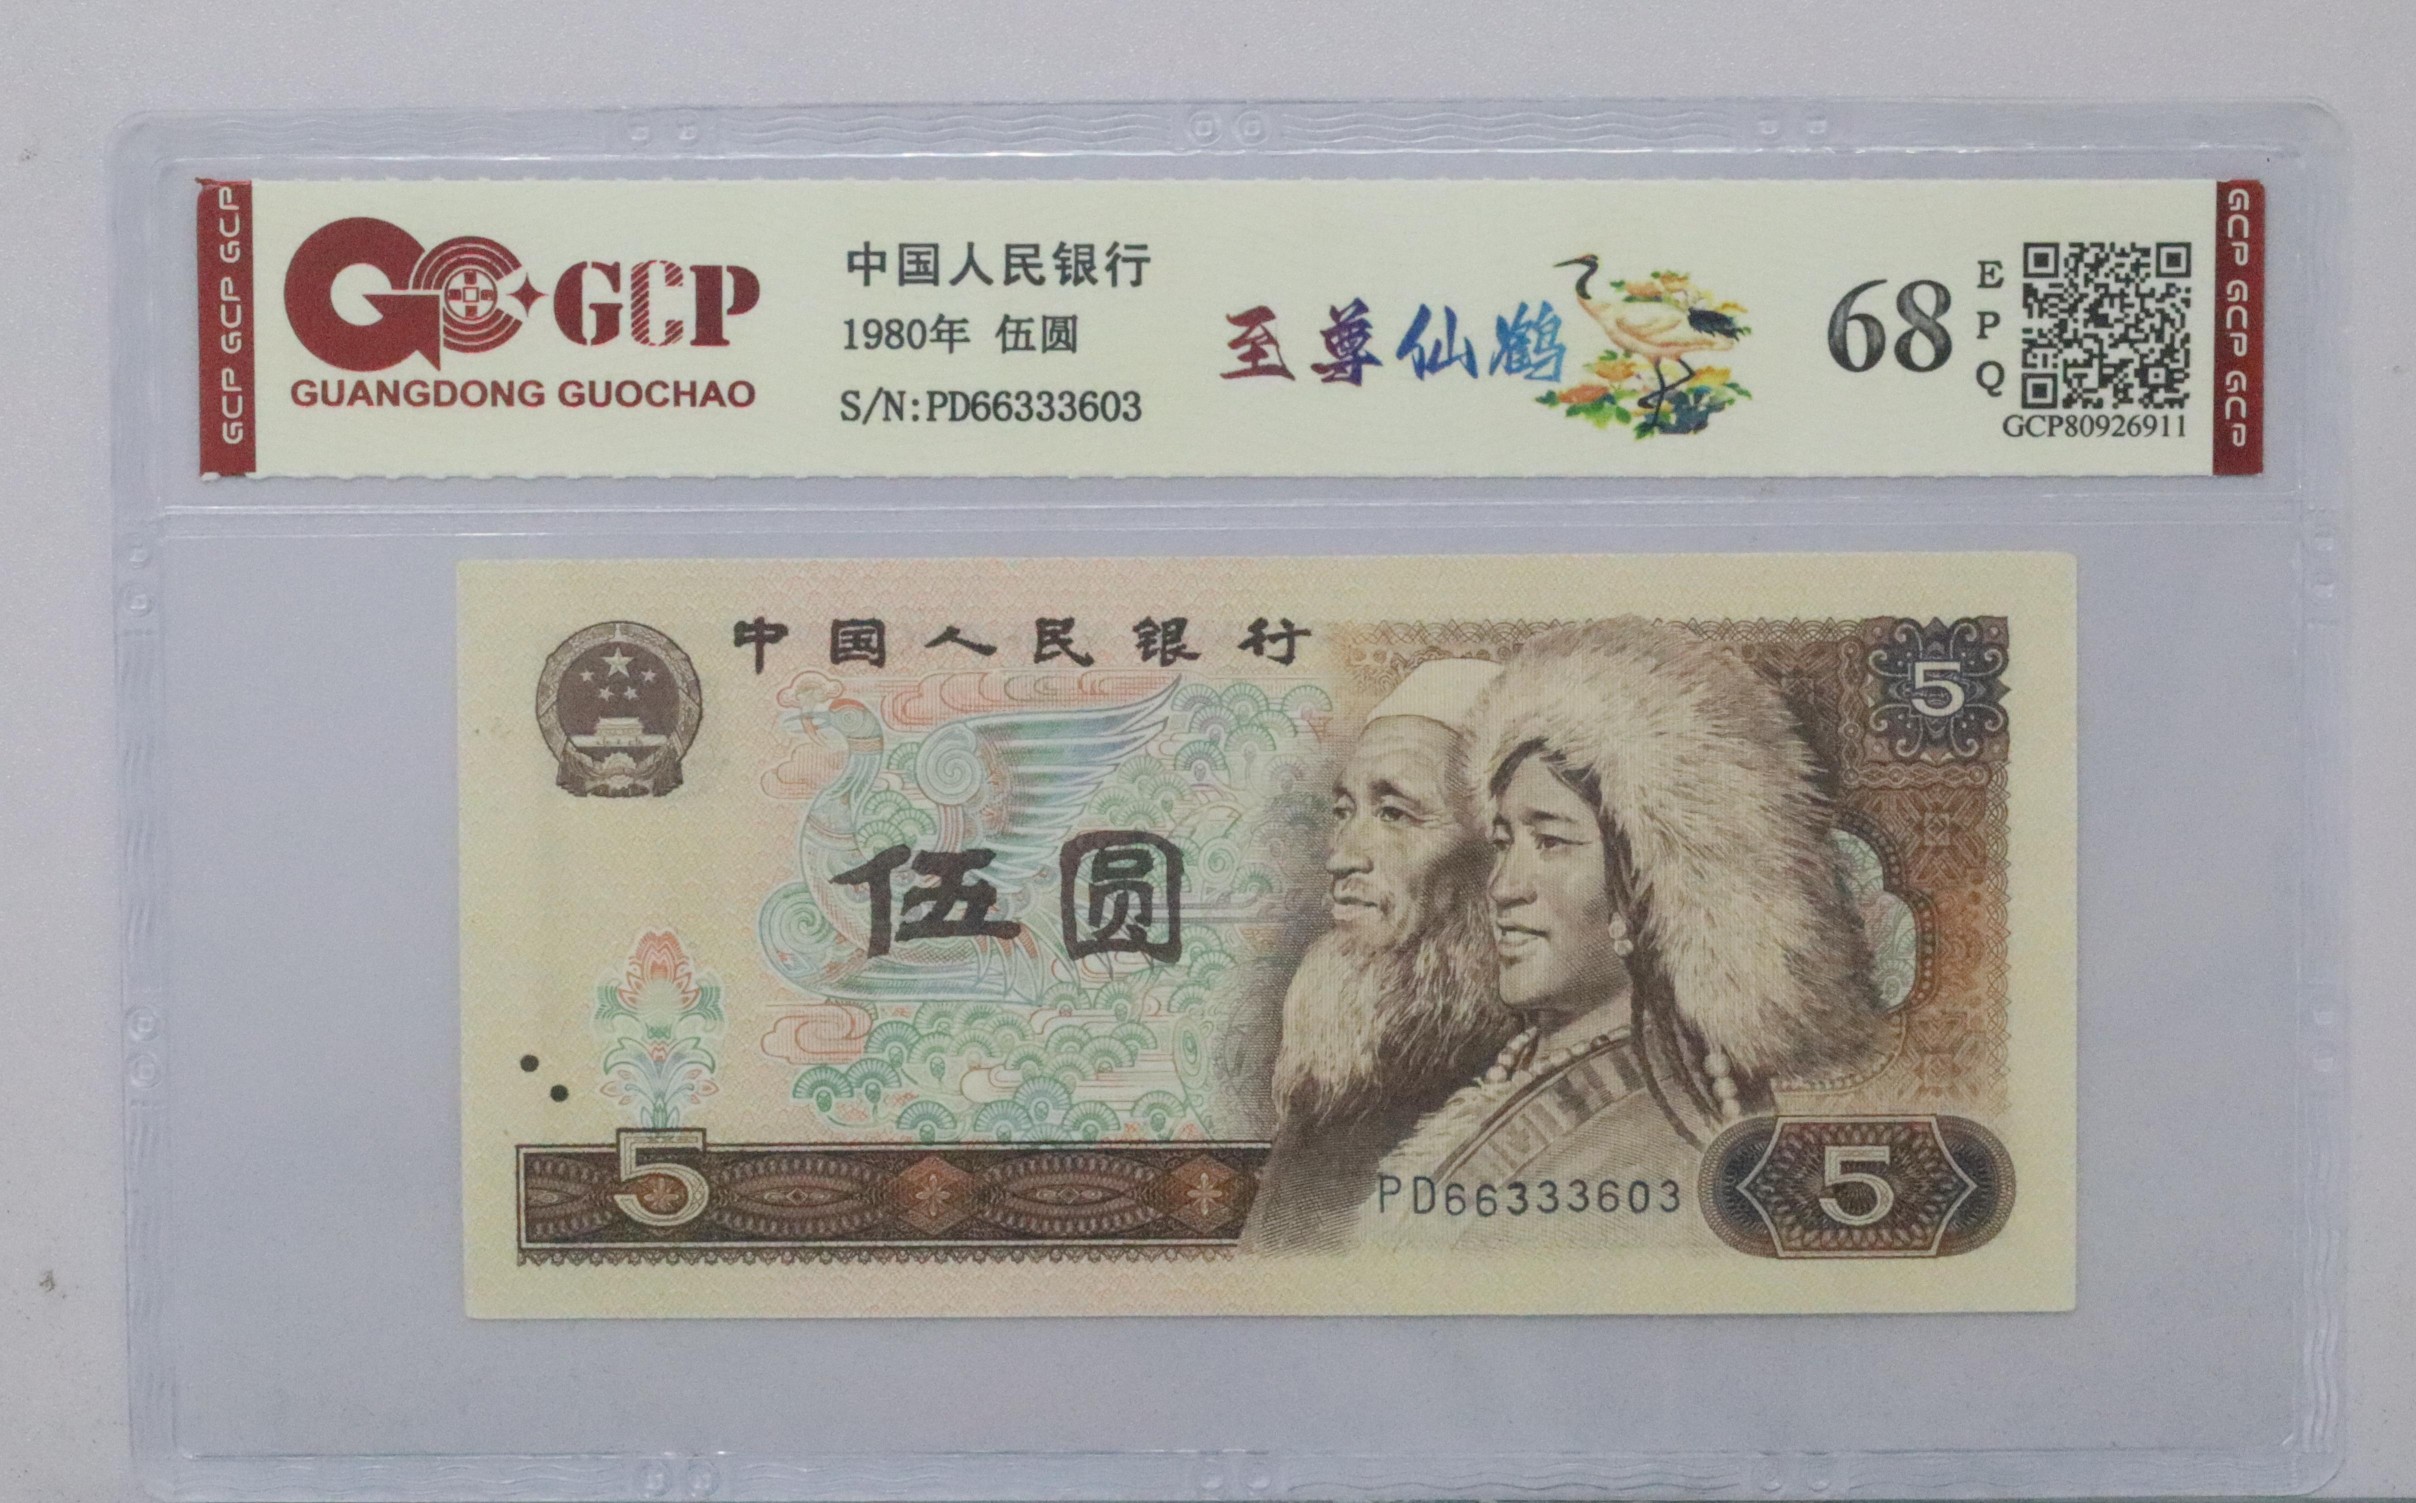 GCP GCP GCP
GCP
GUANGDONG GUOCHAO
中国人民银行
1980年 伍圆
S/N:PD66333603
至尊仙鹤
68
EPQ
GCP80926911
GCP GCP GCP
中国人民银行
5
伍圆
5
PD66333603
5